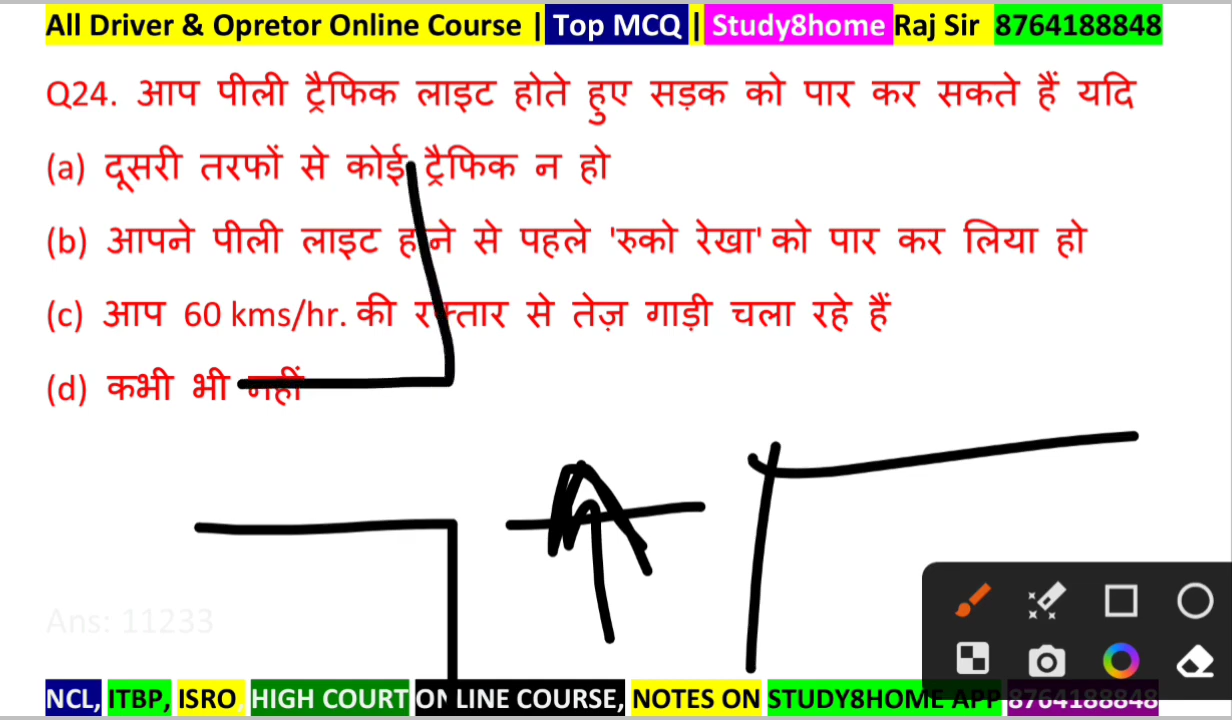 All Driver & Opretor Online Course | Top MCQ | Study8home Raj Sir 8764188848
Q24. आप पीली ट्रैफिक लाइट होते हुए सड़क को पार कर सकते हैं यदि
(a) दूसरी तरफों से कोई ट्रैफिक न हो
(b) आपने पीली लाइट होने से पहले 'रुको रेखा' को पार कर लिया हो
(c) आप 60 kms/hr. की रफ्तार से तेज़ गाड़ी चला रहे हैं
(d) कभी भी नहीं
Ans: 11233
NCL, ITBP, ISRO, HIGH COURT ON LINE COURSE, NOTES ON STUDY8HOME APP 8764188848